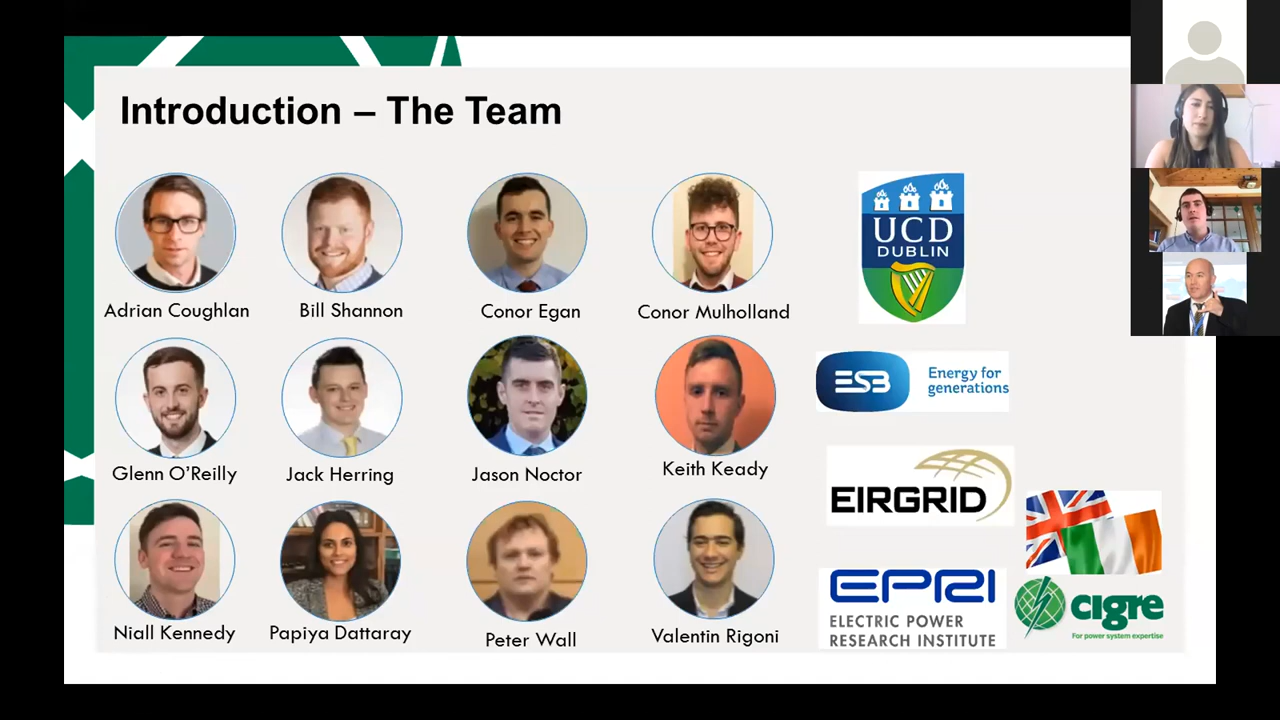 Introduction – The Team
Adrian Coughlan
Bill Shannon
Conor Egan
Conor Mulholland
Glenn O'Reilly
Jack Herring
Jason Noctor
Keith Keady
Niall Kennedy
Papiya Dattaray
Peter Wall
Valentin Rigoni
UCD
DUBLIN
ESB
Energy for
generations
EIRGRID
EPRI
ELECTRIC POWER
RESEARCH INSTITUTE
cigre
For power system expertise